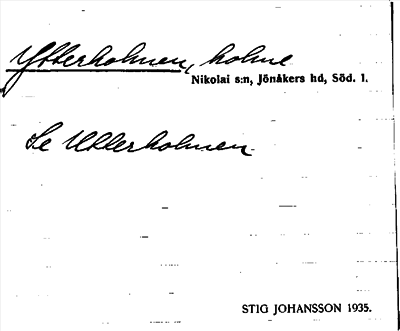 Ytterholmen, holme
Nikolai s:n, Jönåkers hd, Söd. l.
Se Utterholmen.
STIG JOHANSSON 1935.